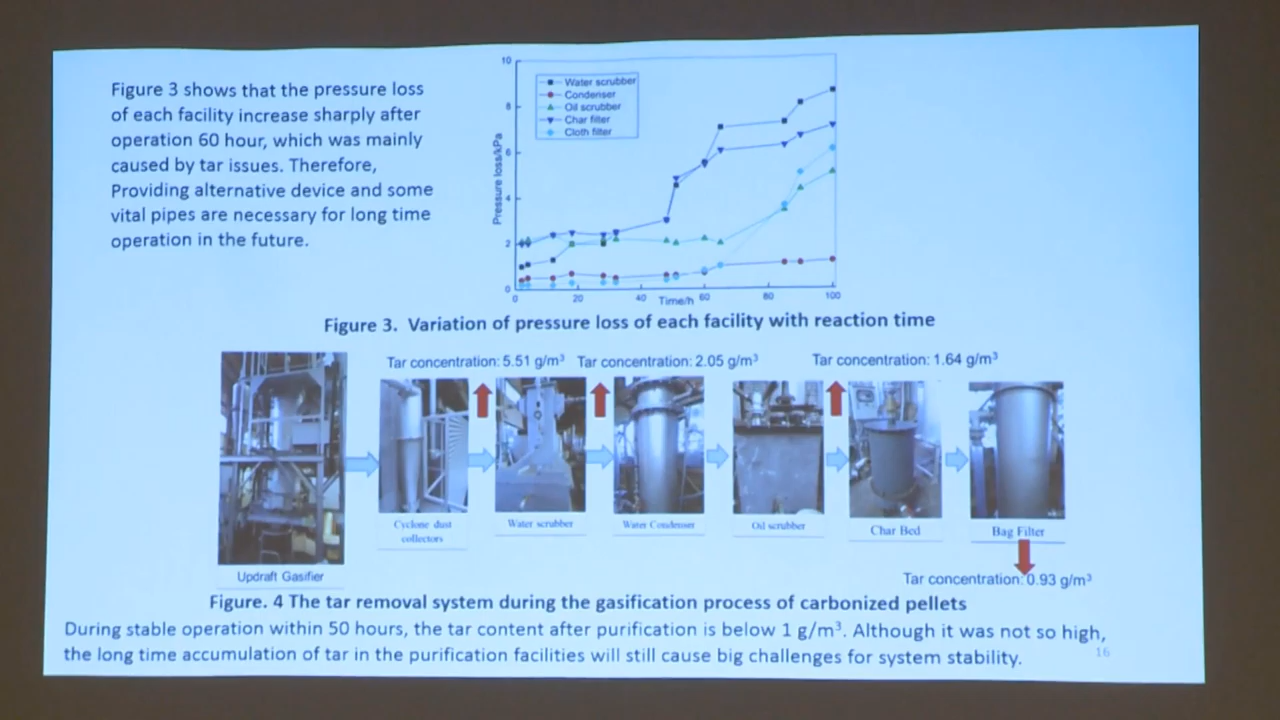 Figure 3 shows that the pressure loss
of each facility increase sharply after
operation 60 hour, which was mainly
caused by tar issues. Therefore,
Providing alternative device and some
vital pipes are necessary for long time
operation in the future.
10
8
6
4
2
0
Pressure loss/kPa
Water scrubber
Condenser
Oil scrubber
Char filter
Cloth filter
0 20 40 60 80 100
Time/h
Figure 3. Variation of pressure loss of each facility with reaction time
Tar concentration: 5.51 g/m³ Tar concentration: 2.05 g/m³ Tar concentration: 1.64 g/m³
Cyclone dust
collectors
Water scrubber
Water Condenser
Oil scrubber
Char Bed
Bag Filter
Updraft Gasifier
Tar concentration: 0.93 g/m³
Figure. 4 The tar removal system during the gasification process of carbonized pellets
During stable operation within 50 hours, the tar content after purification is below 1 g/m³. Although it was not so high,
the long time accumulation of tar in the purification facilities will still cause big challenges for system stability.
16